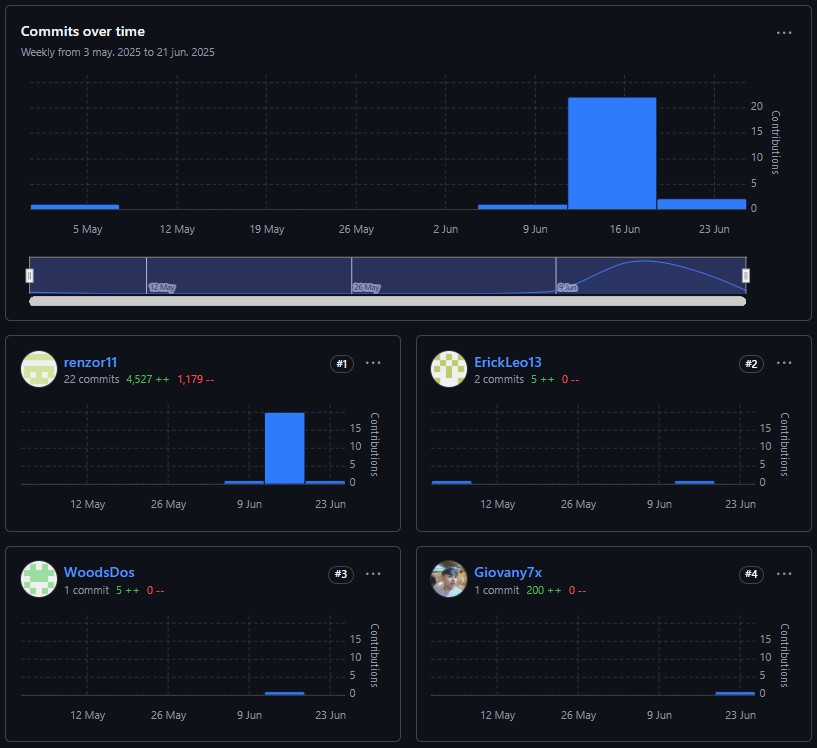 Commits over time
Weekly from 3 may. 2025 to 21 jun. 2025
20
15
10
5
0
Contributions
5 May 12 May 19 May 26 May 2 Jun 9 Jun 16 Jun 23 Jun
12 May 26 May 9 Jun
renzor11 #1
22 commits 4,527 ++ 1,179 --
15
10
5
0
Contributions
12 May 26 May 9 Jun 23 Jun
ErickLeo13 #2
2 commits 5 ++ 0 --
15
10
5
0
Contributions
12 May 26 May 9 Jun 23 Jun
WoodsDos #3
1 commit 5 ++ 0 --
15
10
5
0
Contributions
12 May 26 May 9 Jun 23 Jun
Giovany7x #4
1 commit 200 ++ 0 --
15
10
5
0
Contributions
12 May 26 May 9 Jun 23 Jun